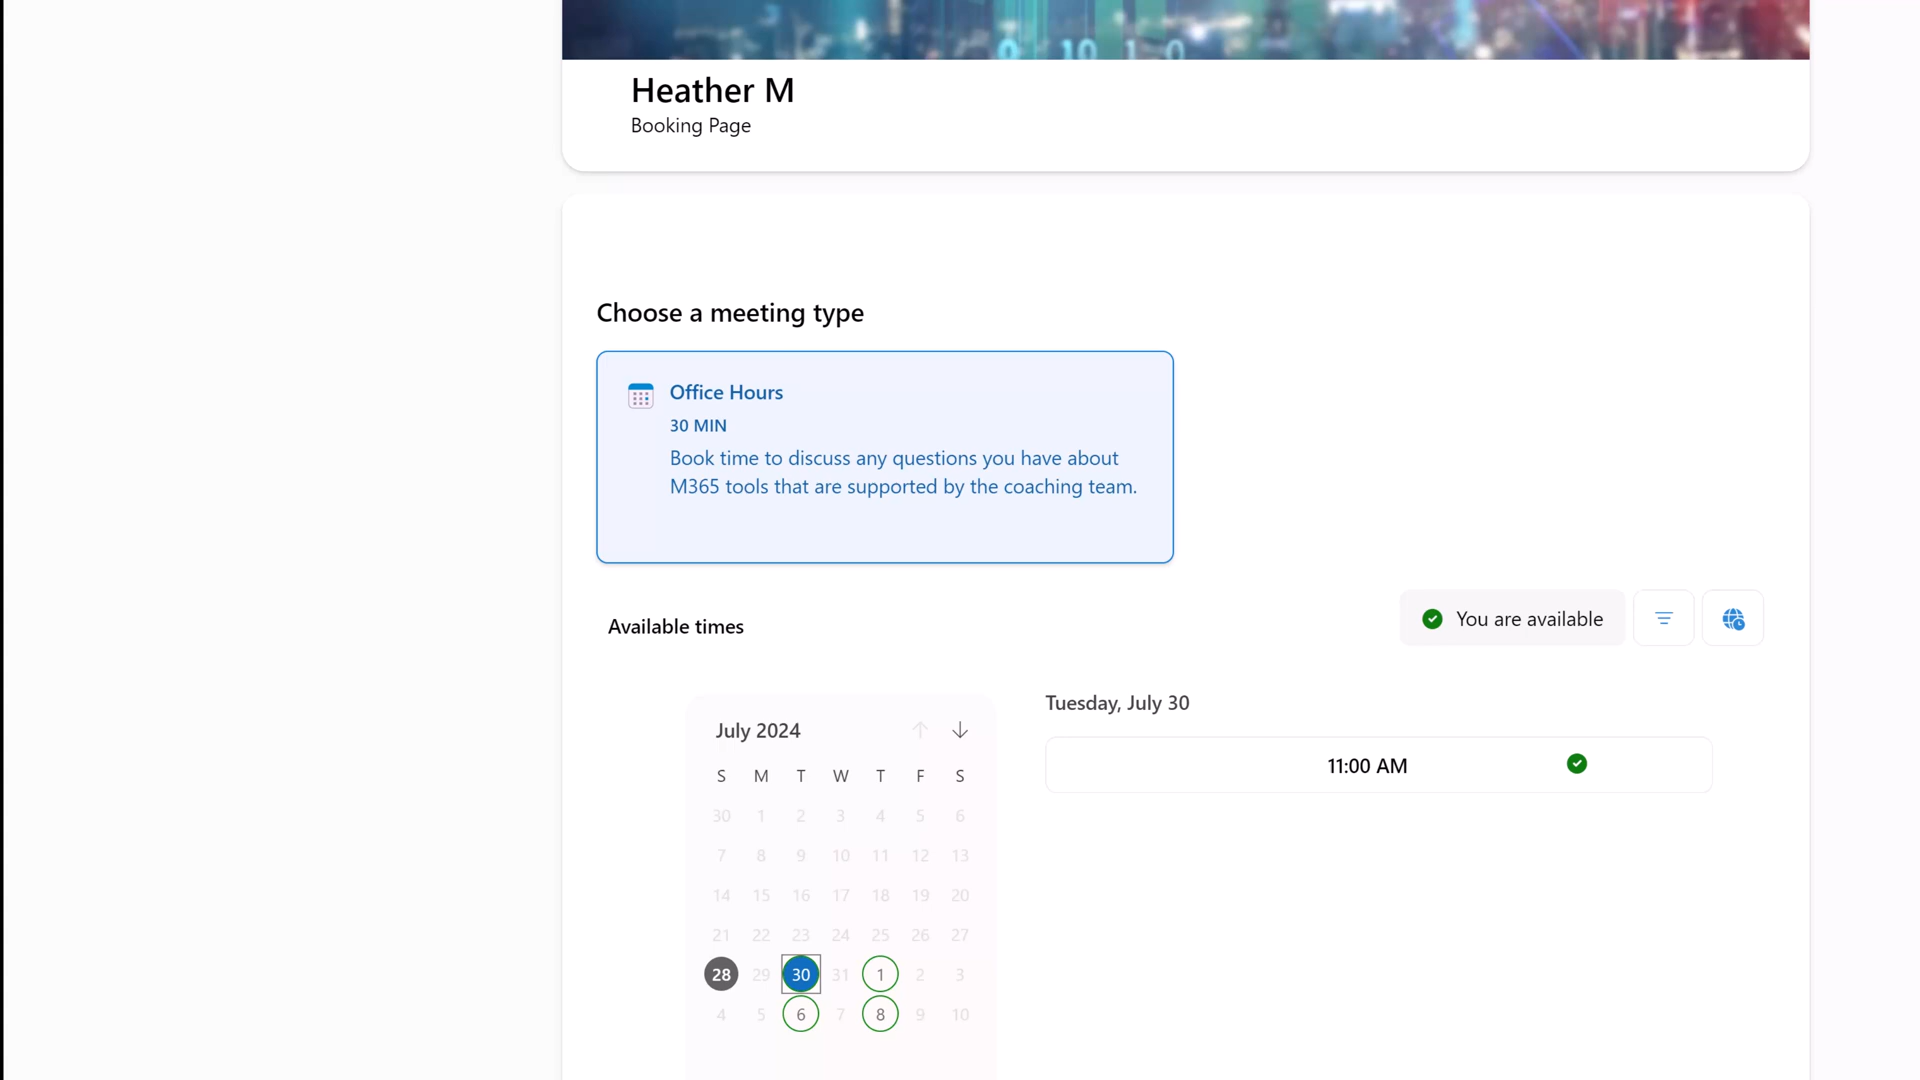 0 10 1 0
Heather M
Booking Page
Choose a meeting type
Office Hours
30 MIN
Book time to discuss any questions you have about
M365 tools that are supported by the coaching team.
Available times
You are available
July 2024
S M T W T F S
30 1 2 3 4 5 6
7 8 9 10 11 12 13
14 15 16 17 18 19 20
21 22 23 24 25 26 27
28 29 30 31 1 2 3
4 5 6 7 8 9 10
Tuesday, July 30
11:00 AM